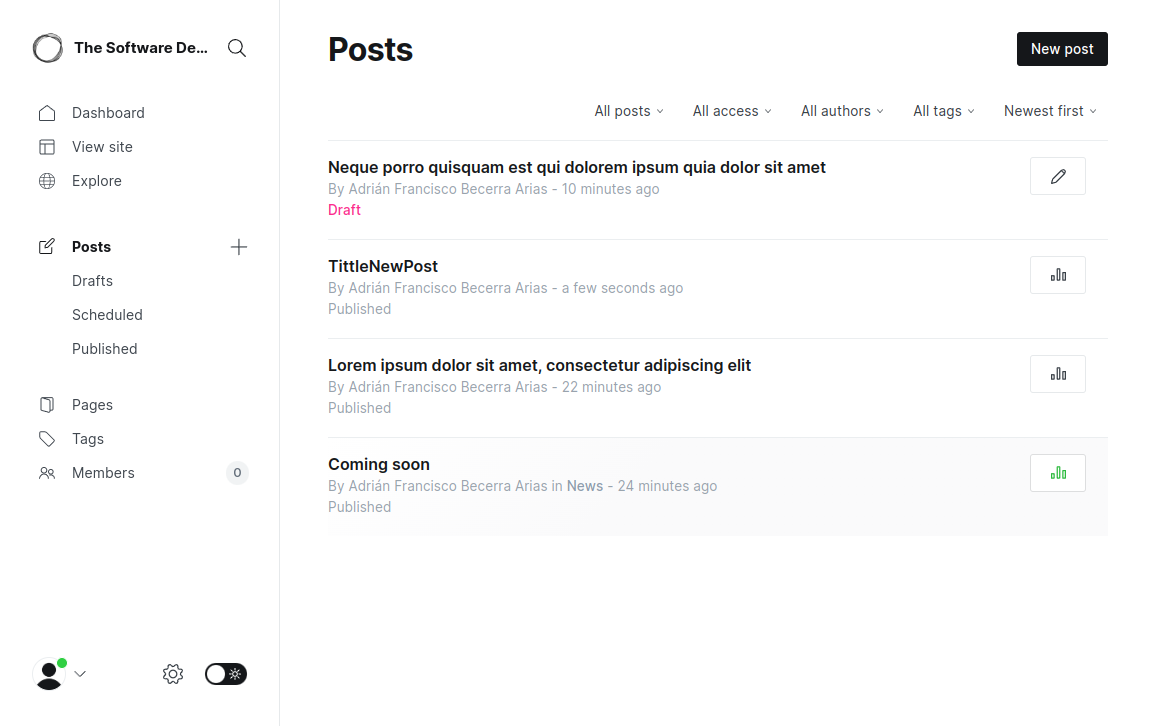 The Software De...
Dashboard
View site
Explore
Posts
Drafts
Scheduled
Published
Pages
Tags
Members 0
Posts
New post
All posts All access All authors All tags Newest first
Neque porro quisquam est qui dolorem ipsum quia dolor sit amet
By Adrián Francisco Becerra Arias - 10 minutes ago
Draft
TittleNewPost
By Adrián Francisco Becerra Arias - a few seconds ago
Published
Lorem ipsum dolor sit amet, consectetur adipiscing elit
By Adrián Francisco Becerra Arias - 22 minutes ago
Published
Coming soon
By Adrián Francisco Becerra Arias in News - 24 minutes ago
Published